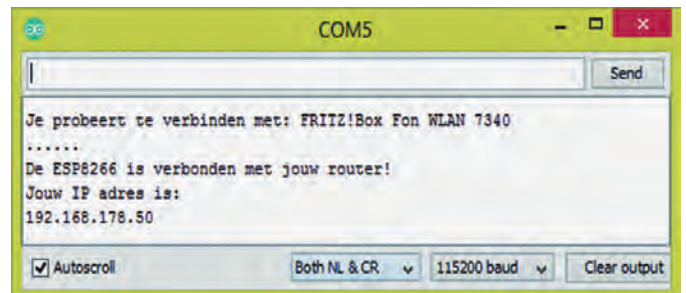 COM5
Send
Je probeert te verbinden met: FRITZ!Box Fon WLAN 7340
......
De ESP8266 is verbonden met jouw router!
Jouw IP adres is:
192.168.178.50
Autoscroll Both NL & CR 115200 baud Clear output